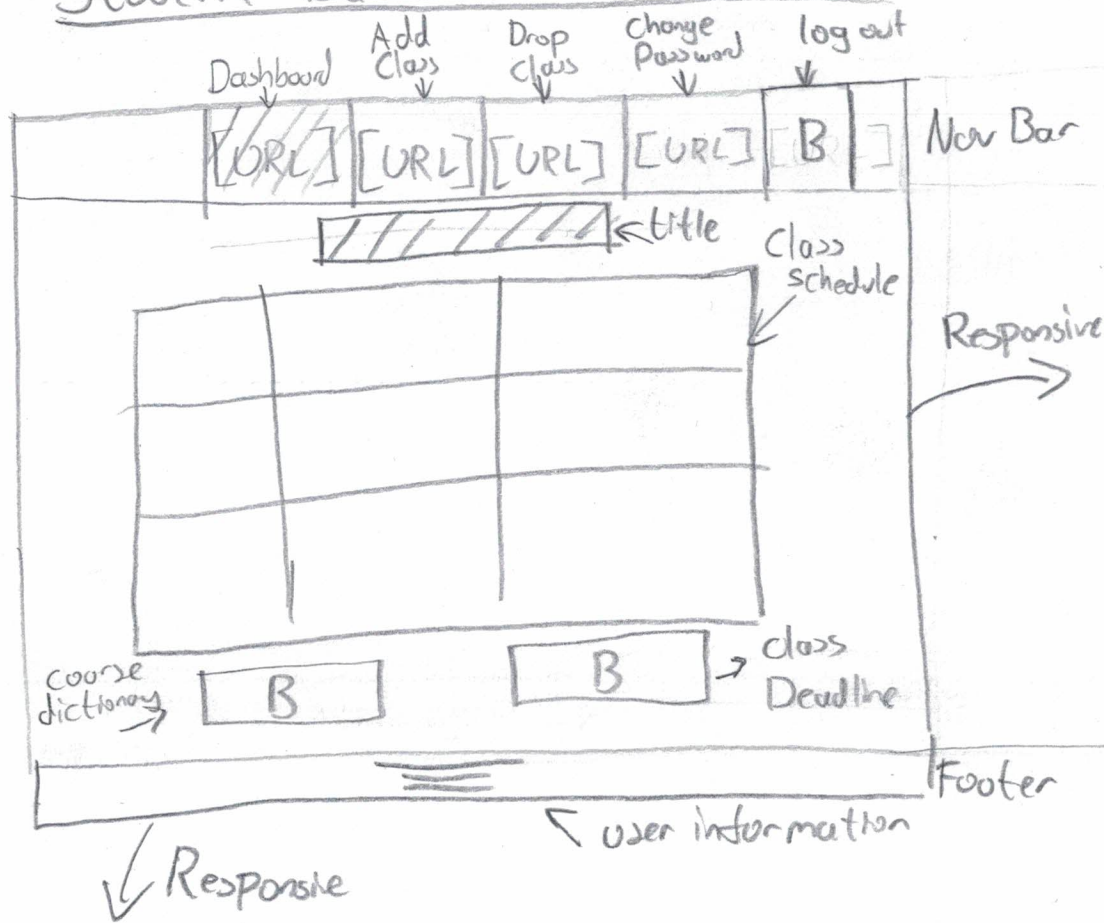 Dashboard
Add
Class
Drop
Class
Change
Password
log out
[URL]
[URL]
[URL]
[URL]
B
Nav Bar
title
Class
schedule
Responsive
course
dictionary
B
B
class
Deadline
Footer
user information
Responsie